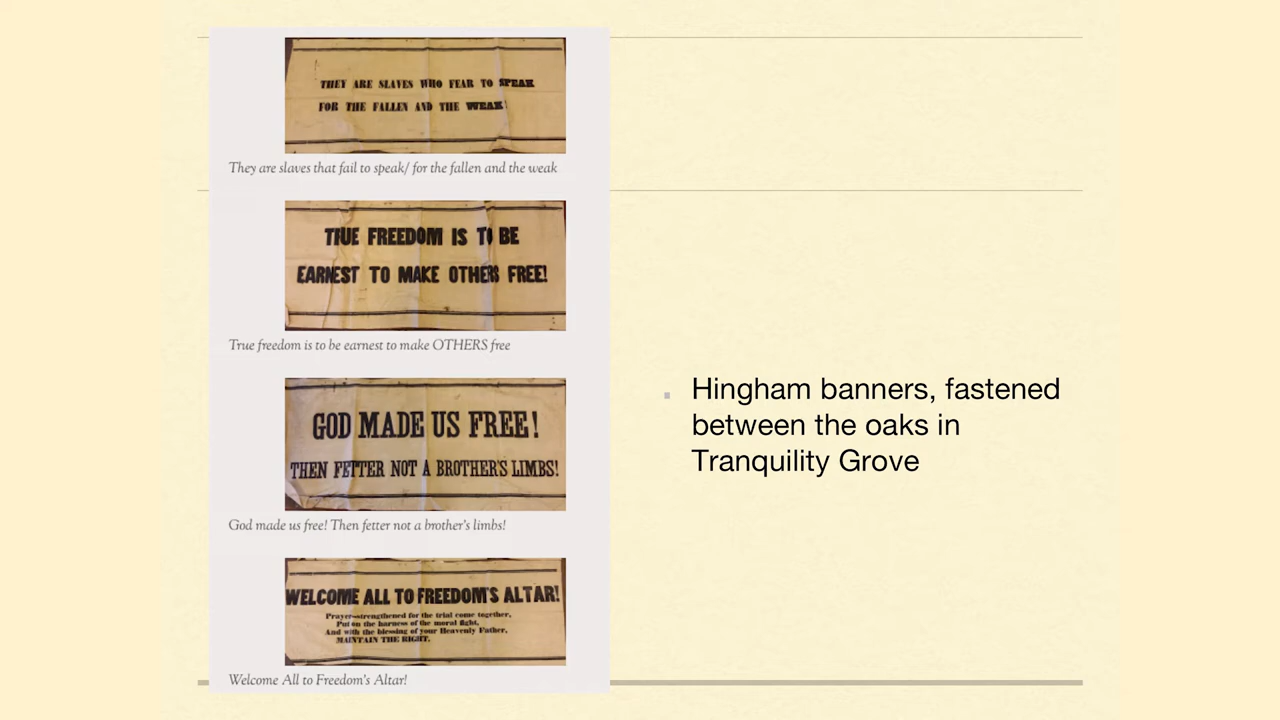 THEY ARE SLAVES WHO FEAR TO SPEAK
FOR THE FALLEN AND THE WEAK
They are slaves that fail to speak/ for the fallen and the weak
TRUE FREEDOM IS TO BE
EARNEST TO MAKE OTHERS FREE!
True freedom is to be earnest to make OTHERS free
GOD MADE US FREE!
THEN FETTER NOT A BROTHER'S LIMBS!
God made us free! Then fetter not a brother's limbs!
WELCOME ALL TO FREEDOM'S ALTAR!
Prayer-strengthened for the trial come together,
Put on the harness of the moral fight,
And with the blessing of your Heavenly Father,
MAINTAIN THE RIGHT.
Welcome All to Freedom's Altar!
Hingham banners, fastened
between the oaks in
Tranquility Grove